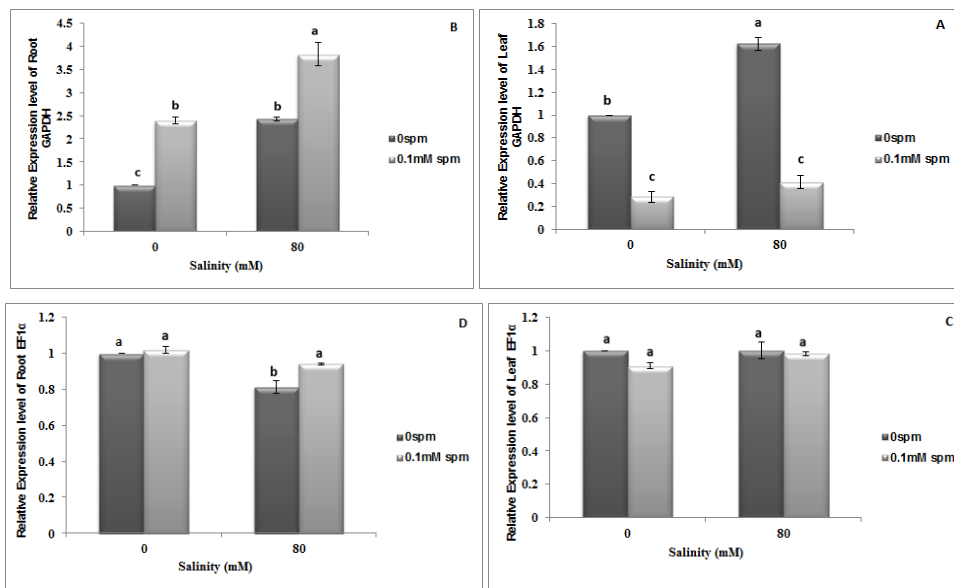 B
Relative Expression level of Root
GAPDH
4.5
4
3.5
3
2.5
2
1.5
1
0.5
0
c
b
b
a
0
80
Salinity (mM)
0spm
0.1mM spm
A
Relative Expression level of Leaf
GAPDH
1.8
1.6
1.4
1.2
1
0.8
0.6
0.4
0.2
0
b
c
a
c
0
80
Salinity (mM)
0spm
0.1mM spm
D
Relative Expression level of Root EF1α
1.2
1
0.8
0.6
0.4
0.2
0
a
a
b
a
0
80
Salinity (mM)
0spm
0.1mM spm
C
Relative Expression level of Leaf EF1α
1.2
1
0.8
0.6
0.4
0.2
0
a
a
a
a
0
80
Salinity (mM)
0spm
0.1mM spm